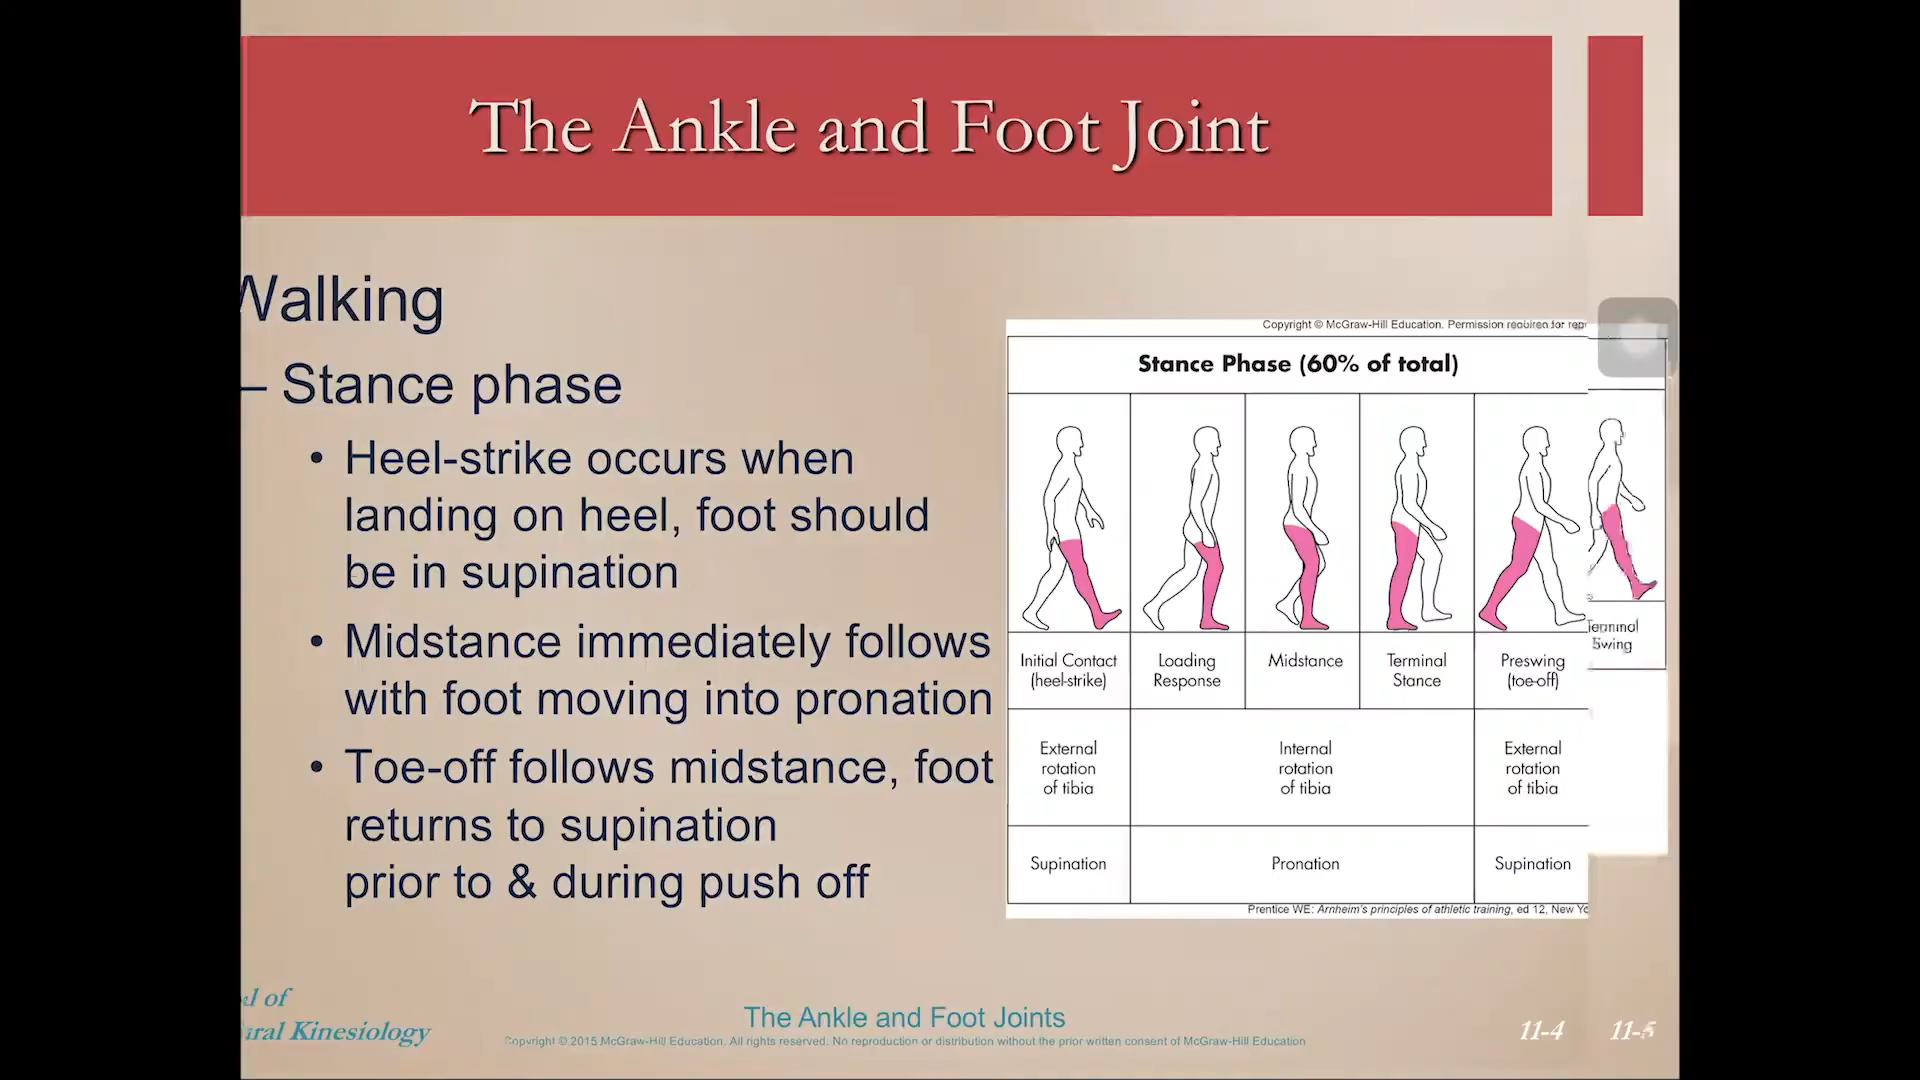 The Ankle and Foot Joint
Walking
– Stance phase
• Heel-strike occurs when
landing on heel, foot should
be in supination
• Midstance immediately follows
with foot moving into pronation
• Toe-off follows midstance, foot
returns to supination
prior to & during push off
Copyright © McGraw-Hill Education. Permission required for repr
Stance Phase (60% of total)
Initial Contact
(heel-strike)
Loading
Response
Midstance
Terminal
Stance
Preswing
(toe-off)
Terminal
Swing
External
rotation
of tibia
Internal
rotation
of tibia
External
rotation
of tibia
Supination
Pronation
Supination
Prentice WE: Arnheim's principles of athletic training, ed 12, New Yo
of
Kinesiology
The Ankle and Foot Joints
Copyright © 2015 McGraw-Hill Education. All rights reserved. No reproduction or distribution without the prior written consent of McGraw-Hill Education
11-4
11-5